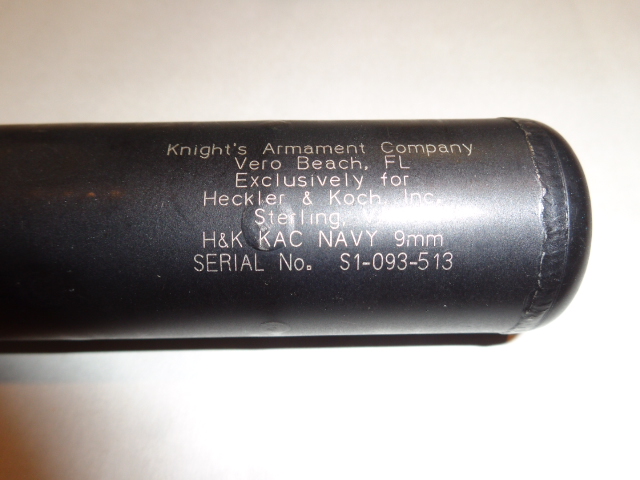 Knight's Armament Company
Vero Beach, FL
Exclusively for
Heckler & Koch, Inc.
Sterling,
H&K KAC NAVY 9mm
SERIAL No. S1-093-513